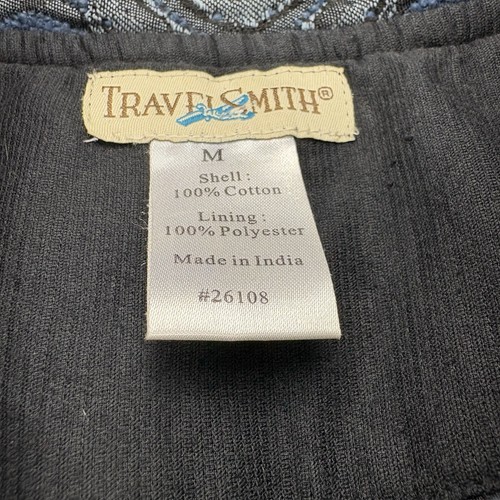 TRAVELSMITH®
M
Shell:
100% Cotton
Lining:
100% Polyester
Made in India
#26108